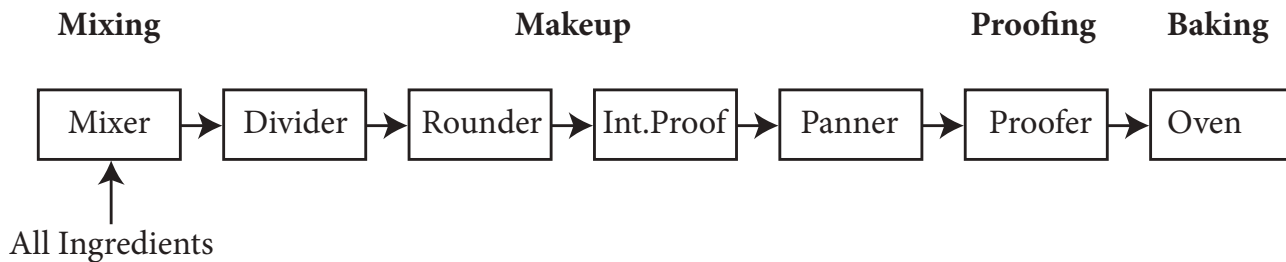 Mixing Makeup Proofing Baking
Mixer Divider Rounder Int.Proof Panner Proofer Oven
All Ingredients